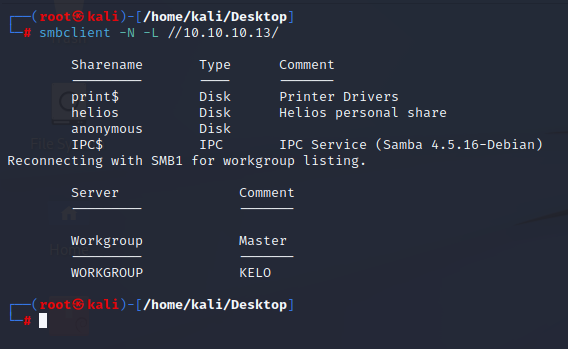 ┌──(root㉿kali)-[/home/kali/Desktop]
└─# smbclient -N -L //10.10.10.13/
Sharename Type Comment
--------- ---- -------
print$ Disk Printer Drivers
helios Disk Helios personal share
anonymous Disk
IPC$ IPC IPC Service (Samba 4.5.16-Debian)
Reconnecting with SMB1 for workgroup listing.
Server Comment
--------- -------
Workgroup Master
--------- -------
WORKGROUP KELO
┌──(root㉿kali)-[/home/kali/Desktop]
└─#